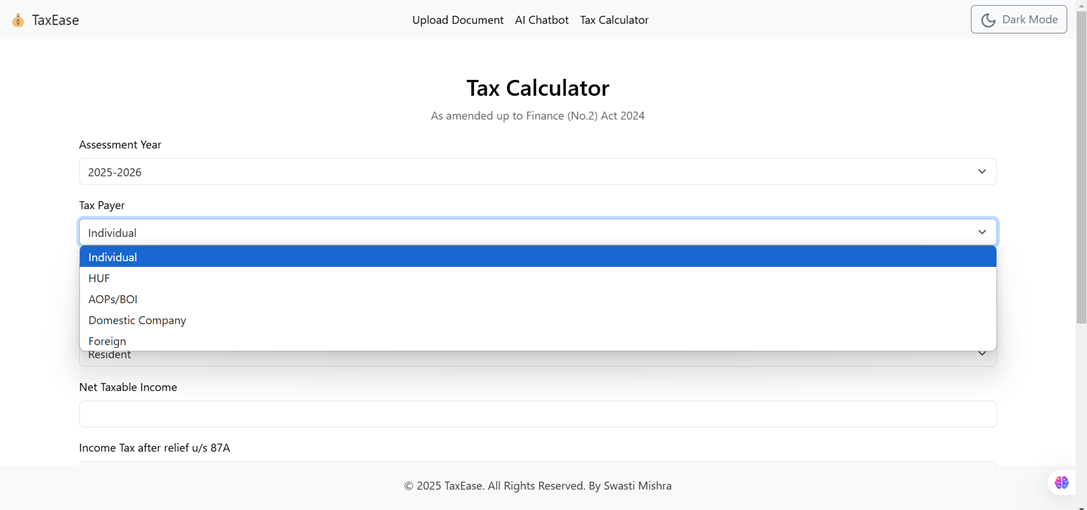 TaxEase
Upload Document AI Chatbot Tax Calculator
Dark Mode
Tax Calculator
As amended up to Finance (No.2) Act 2024
Assessment Year
2025-2026
Tax Payer
Individual
Individual
HUF
AOPs/BOI
Domestic Company
Foreign
Resident
Net Taxable Income
Income Tax after relief u/s 87A
© 2025 TaxEase. All Rights Reserved. By Swasti Mishra